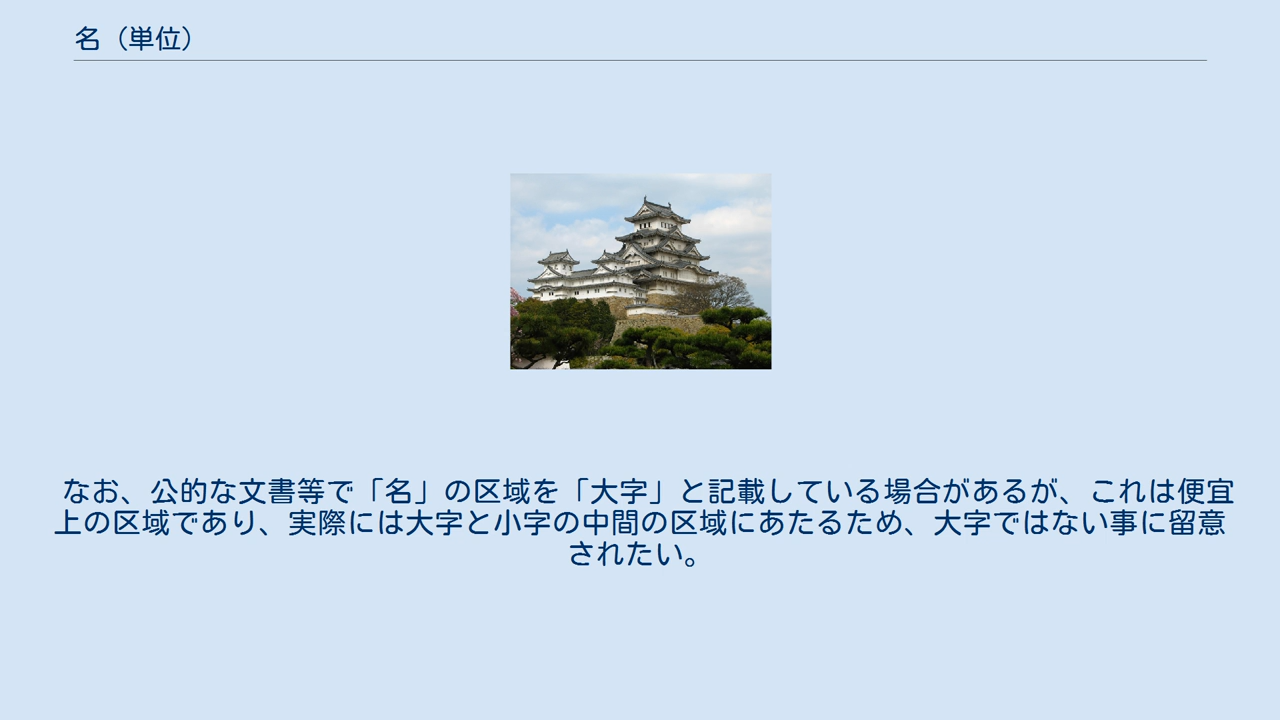 名（単位）
なお、公的な文書等で「名」の区域を「大字」と記載している場合があるが、これは便宜
上の区域であり、実際には大字と小字の中間の区域にあたるため、大字ではない事に留意
されたい。